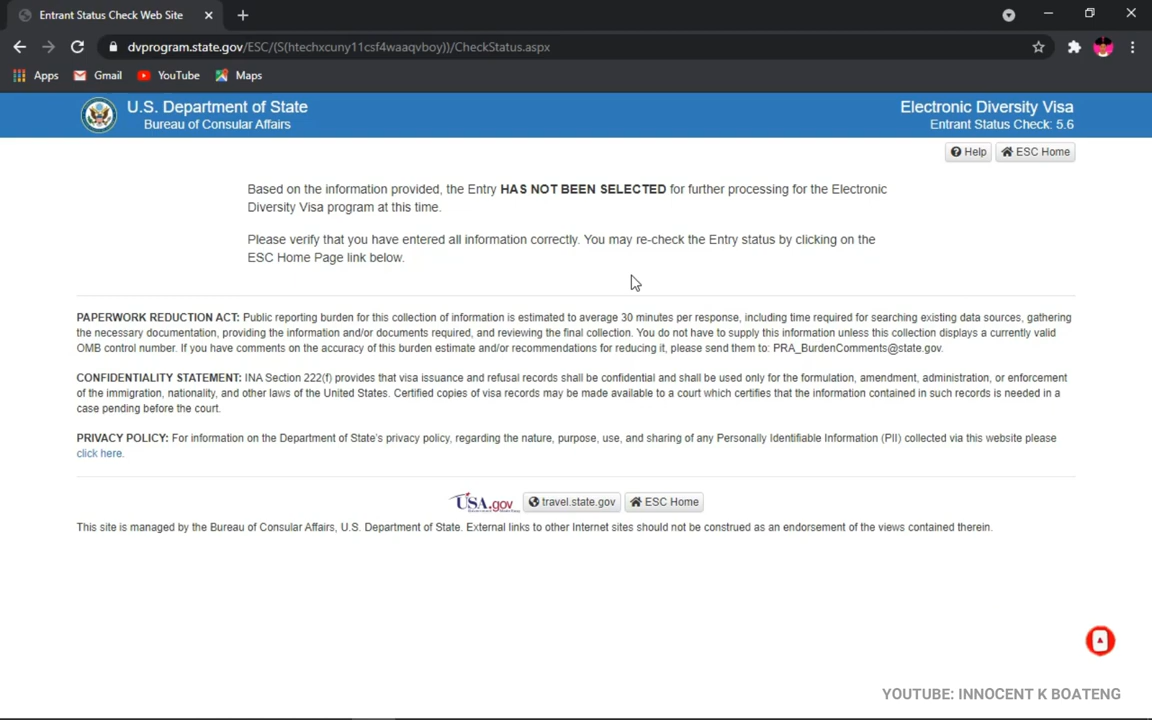 Entrant Status Check Web Site
dvprogram.state.gov/ESC/(S(htechxcuny11csf4waaqvboy))/CheckStatus.aspx
Apps Gmail YouTube Maps
U.S. Department of State
Bureau of Consular Affairs
Electronic Diversity Visa
Entrant Status Check: 5.6
Help ESC Home
Based on the information provided, the Entry HAS NOT BEEN SELECTED for further processing for the Electronic
Diversity Visa program at this time.
Please verify that you have entered all information correctly. You may re-check the Entry status by clicking on the
ESC Home Page link below.
PAPERWORK REDUCTION ACT: Public reporting burden for this collection of information is estimated to average 30 minutes per response, including time required for searching existing data sources, gathering
the necessary documentation, providing the information and/or documents required, and reviewing the final collection. You do not have to supply this information unless this collection displays a currently valid
OMB control number. If you have comments on the accuracy of this burden estimate and/or recommendations for reducing it, please send them to: PRA_BurdenComments@state.gov.
CONFIDENTIALITY STATEMENT: INA Section 222(f) provides that visa issuance and refusal records shall be confidential and shall be used only for the formulation, amendment, administration, or enforcement
of the immigration, nationality, and other laws of the United States. Certified copies of visa records may be made available to a court which certifies that the information contained in such records is needed in a
case pending before the court.
PRIVACY POLICY: For information on the Department of State's privacy policy, regarding the nature, purpose, use, and sharing of any Personally Identifiable Information (PII) collected via this website please
click here.
USA.gov travel.state.gov ESC Home
This site is managed by the Bureau of Consular Affairs, U.S. Department of State. External links to other Internet sites should not be construed as an endorsement of the views contained therein.
YOUTUBE: INNOCENT K BOATENG